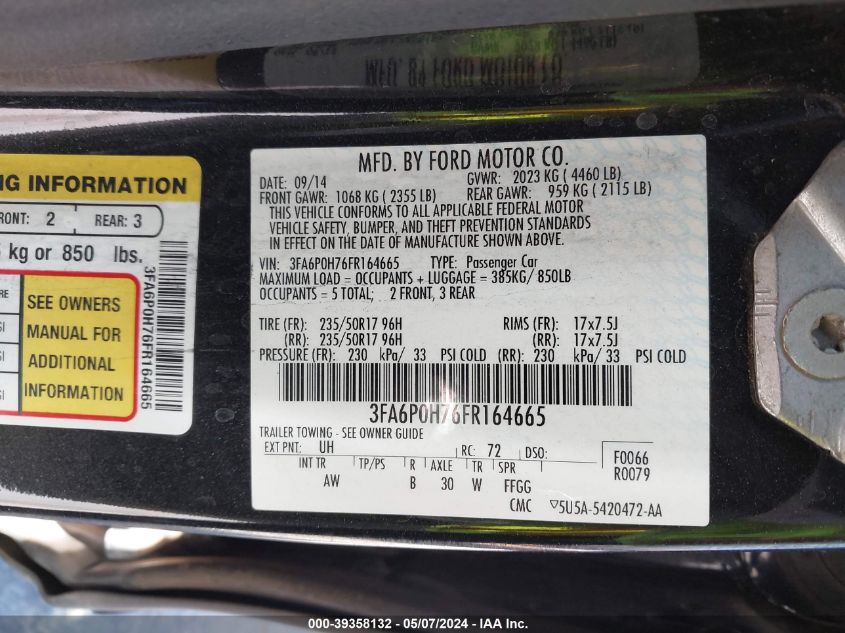 MFD. BY FORD MOTOR CO.
DATE: 09/14 GVWR: 2023 KG ( 4460 LB)
FRONT GAWR: 1068 KG ( 2355 LB) REAR GAWR: 959 KG ( 2115 LB)
THIS VEHICLE CONFORMS TO ALL APPLICABLE FEDERAL MOTOR
VEHICLE SAFETY, BUMPER, AND THEFT PREVENTION STANDARDS
IN EFFECT ON THE DATE OF MANUFACTURE SHOWN ABOVE.
VIN: 3FA6P0H76FR164665 TYPE: Passenger Car
MAXIMUM LOAD = OCCUPANTS + LUGGAGE = 385KG/ 850LB
OCCUPANTS = 5 TOTAL; 2 FRONT, 3 REAR
TIRE (FR): 235/50R17 96H RIMS (FR): 17x7.5J
(RR): 235/50R17 96H (RR): 17x7.5J
PRESSURE (FR): 230 kPa/ 33 PSI COLD (RR): 230 kPa/ 33 PSI COLD
3FA6P0H76FR164665
TRAILER TOWING - SEE OWNER GUIDE
EXT PNT: UH RC: 72 DSO:
F0066
R0079
INT TR TP/PS R AXLE TR SPR
AW B 30 W FFGG
CMC ▽5U5A-5420472-AA
NG INFORMATION
FRONT: 2 REAR: 3
kg or 850 lbs.
SEE OWNERS
MANUAL FOR
ADDITIONAL
INFORMATION
3FA6P0H76FR164665
000-39358132 - 05/07/2024 - IAA Inc.